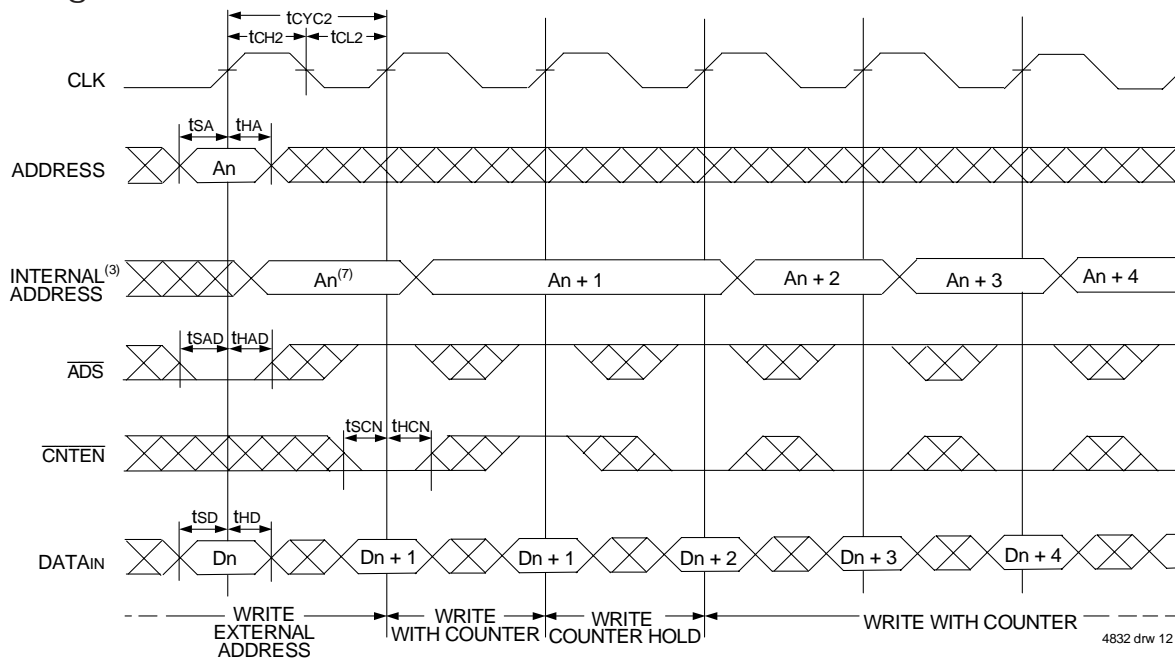 tCYC2
tCH2 tCL2
CLK
tSA tHA
ADDRESS An
INTERNAL(3)
ADDRESS
An(7) An + 1 An + 2 An + 3 An + 4
tSAD tHAD
ADS
tSCN tHCN
CNTEN
tSD tHD
DATAIN Dn Dn + 1 Dn + 1 Dn + 2 Dn + 3 Dn + 4
WRITE
EXTERNAL
ADDRESS
WRITE
WITH COUNTER
WRITE
COUNTER HOLD
WRITE WITH COUNTER
4832 drw 12